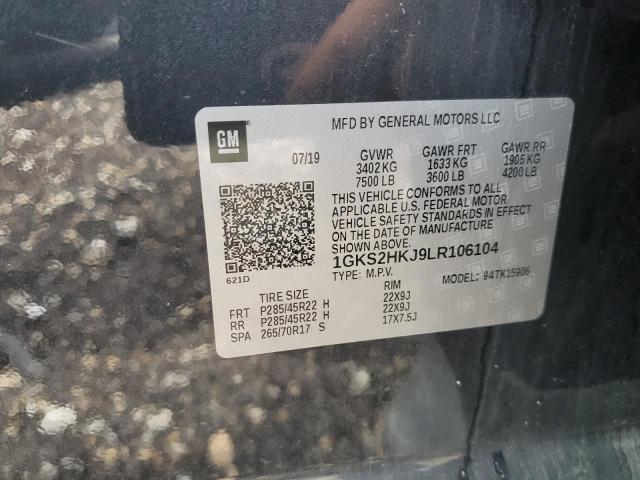 GM
MFD BY GENERAL MOTORS LLC
07/19
GVWR GAWR FRT GAWR RR
3402 KG 1633 KG 1905 KG
7500 LB 3600 LB 4200 LB
THIS VEHICLE CONFORMS TO ALL
APPLICABLE U.S. FEDERAL MOTOR
VEHICLE SAFETY STANDARDS IN EFFECT
ON THE DATE OF MANUFACTURE
SHOWN ABOVE.
1GKS2HKJ9LR106104
621D
TYPE: M.P.V. MODEL: 94TK15906
TIRE SIZE RIM
FRT P285/45R22 H 22X9J
RR P285/45R22 H 22X9J
SPA 265/70R17 S 17X7.5J